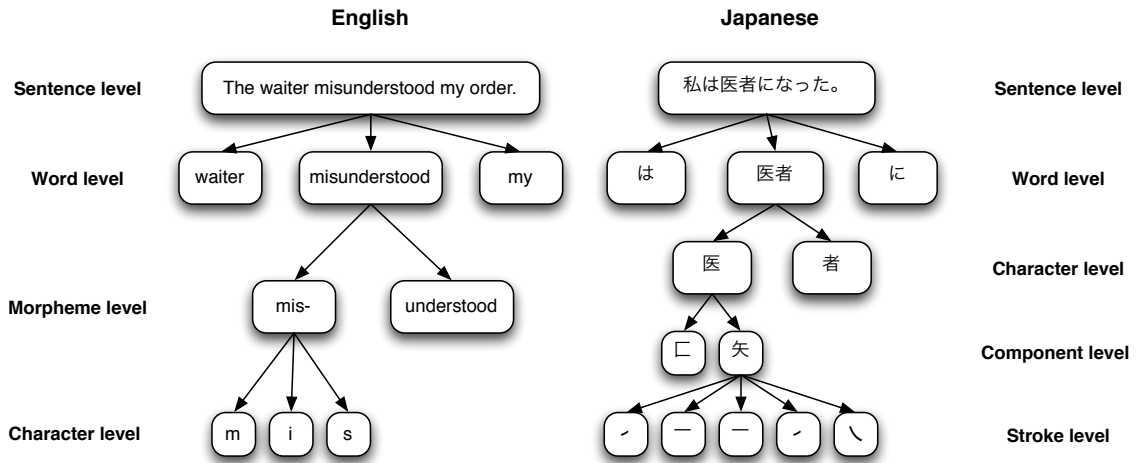 English
Japanese
Sentence level
The waiter misunderstood my order.
私は医者になった。
Sentence level
Word level
waiter
misunderstood
my
は
医者
に
Word level
医
者
Character level
Morpheme level
mis-
understood
匚
矢
Component level
Character level
m
i
s
㇒
一
一
㇒
㇏
Stroke level